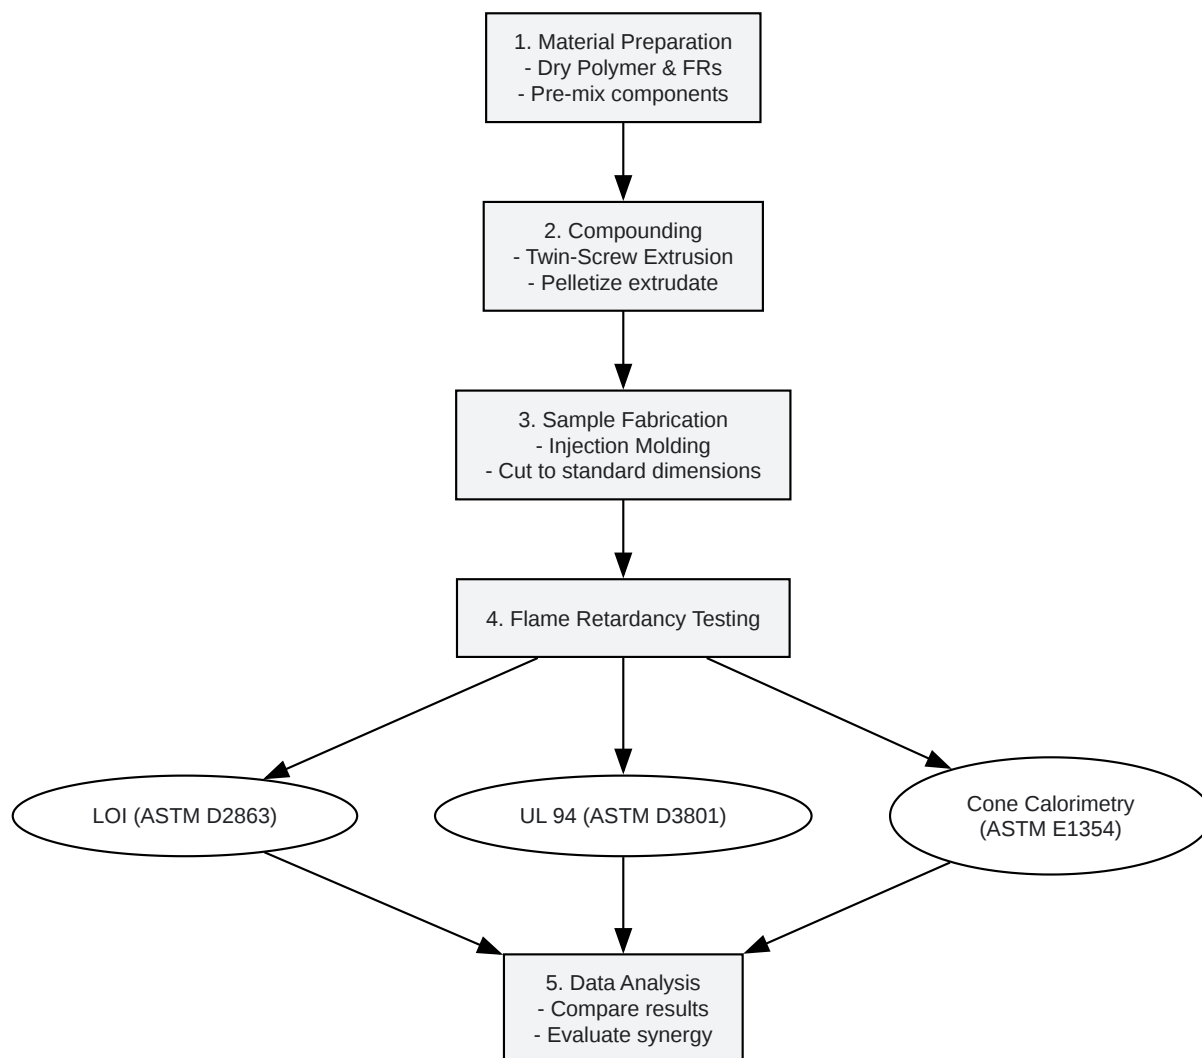 1. Material Preparation
- Dry Polymer & FRs
- Pre-mix components
2. Compounding
- Twin-Screw Extrusion
- Pelletize extrudate
3. Sample Fabrication
- Injection Molding
- Cut to standard dimensions
4. Flame Retardancy Testing
LOI (ASTM D2863)
UL 94 (ASTM D3801)
Cone Calorimetry
(ASTM E1354)
5. Data Analysis
- Compare results
- Evaluate synergy